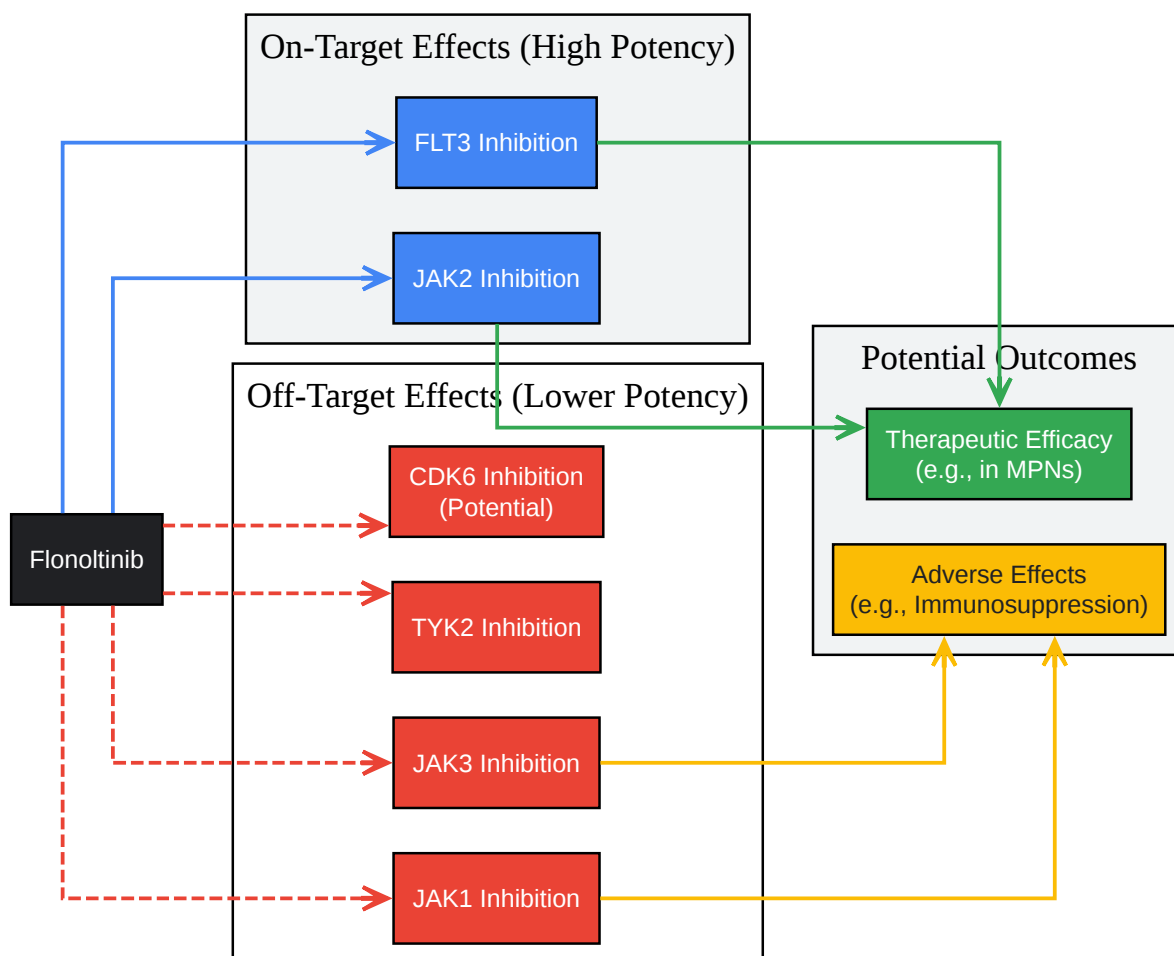 On-Target Effects (High Potency)
FLT3 Inhibition
JAK2 Inhibition
Potential Outcomes
Off-Target Effects (Lower Potency)
Therapeutic Efficacy
(e.g., in MPNs)
CDK6 Inhibition
(Potential)
Flonoltinib
Adverse Effects
(e.g., Immunosuppression)
TYK2 Inhibition
JAK3 Inhibition
JAK1 Inhibition